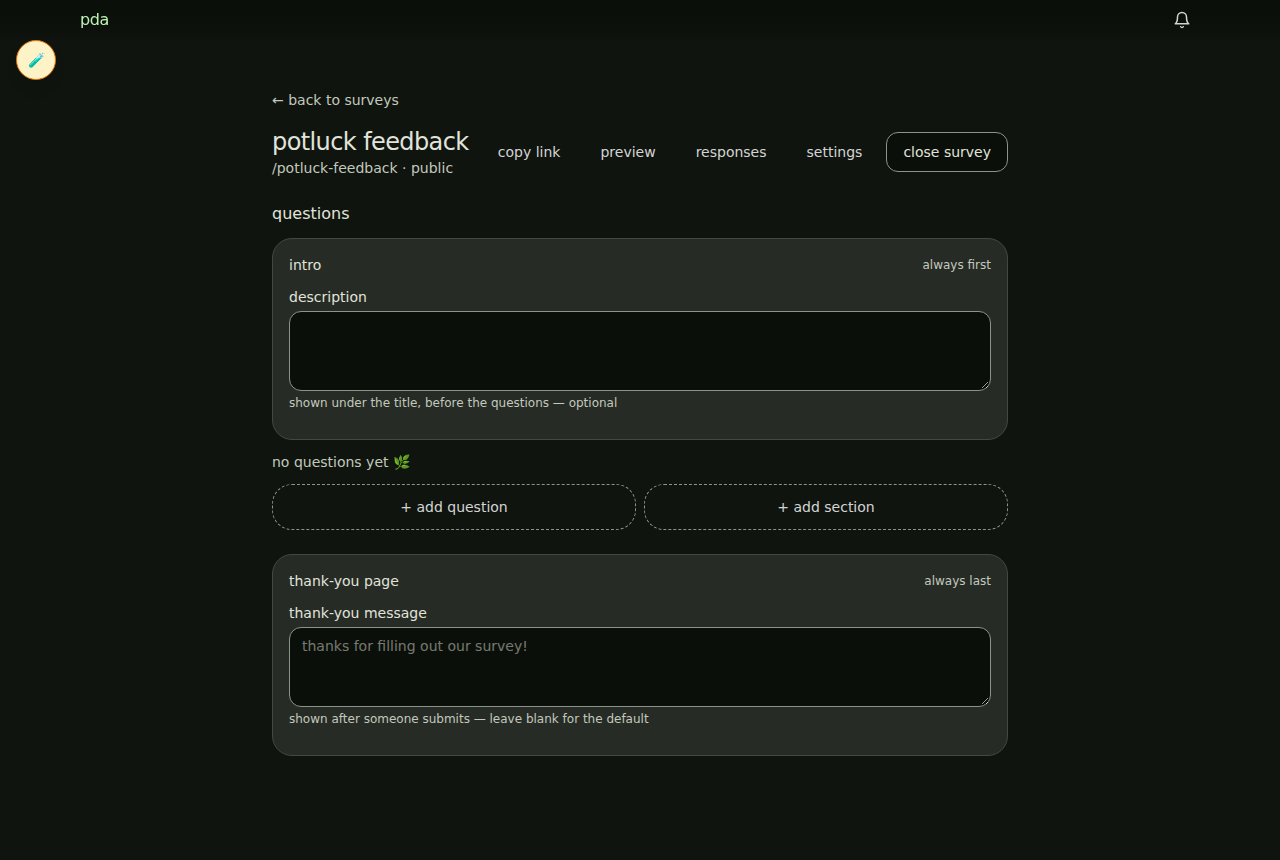 pda
← back to surveys
potluck feedback
copy link
preview
responses
settings
close survey
/potluck-feedback · public
questions
intro
always first
description
shown under the title, before the questions — optional
no questions yet 🌿
+ add question
+ add section
thank-you page
always last
thank-you message
thanks for filling out our survey!
shown after someone submits — leave blank for the default